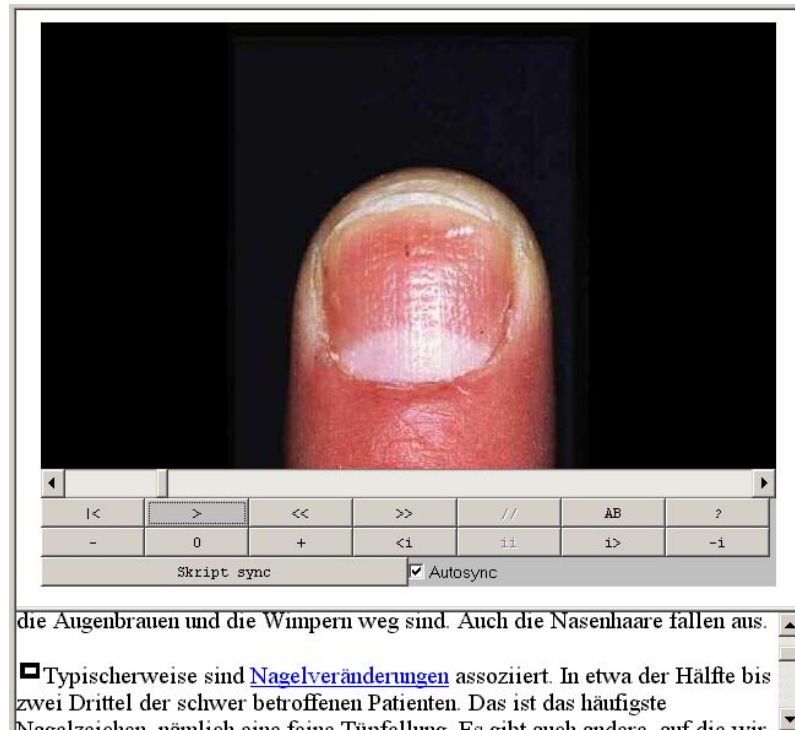 |< > << >> // AB ?
- 0 + <i ii i> -i
Skript sync Autosync
die Augenbrauen und die Wimpern weg sind. Auch die Nasenhaare fallen aus.
Typischerweise sind Nagelveränderungen assoziiert. In etwa der Hälfte bis
zwei Drittel der schwer betroffenen Patienten. Das ist das häufigste
Nagelzeichen, nämlich eine feine Tüpfellung. Es gibt auch andere, auf die wir